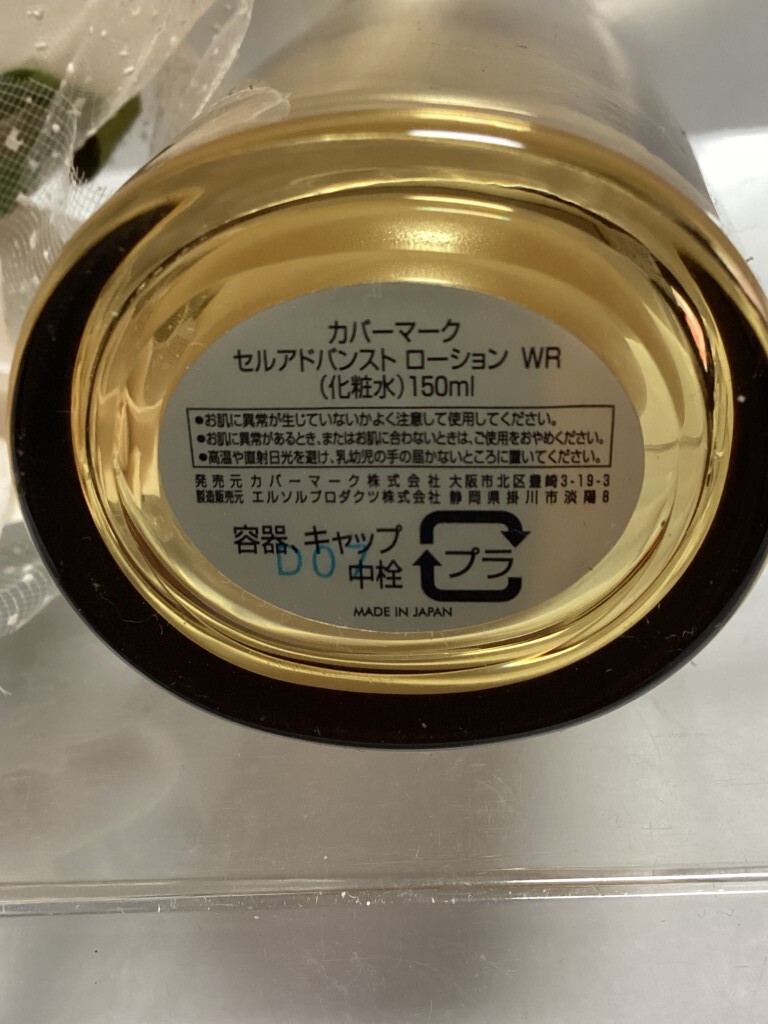 カバーマーク
セルアドバンスト ローション WR
(化粧水)150ml
●お肌に異常が生じていないかよく注意して使用してください。
●お肌に異常があるとき、またはお肌に合わないときは、ご使用をおやめください。
●高温や直射日光を避け、乳幼児の手の届かないところに置いてください。
発売元 カバーマーク株式会社 大阪市北区豊崎3-19-3
製造販売元 エルソルプロダクツ株式会社 静岡県掛川市淡陽8
容器、キャップ
中栓
プラ
D07
MADE IN JAPAN